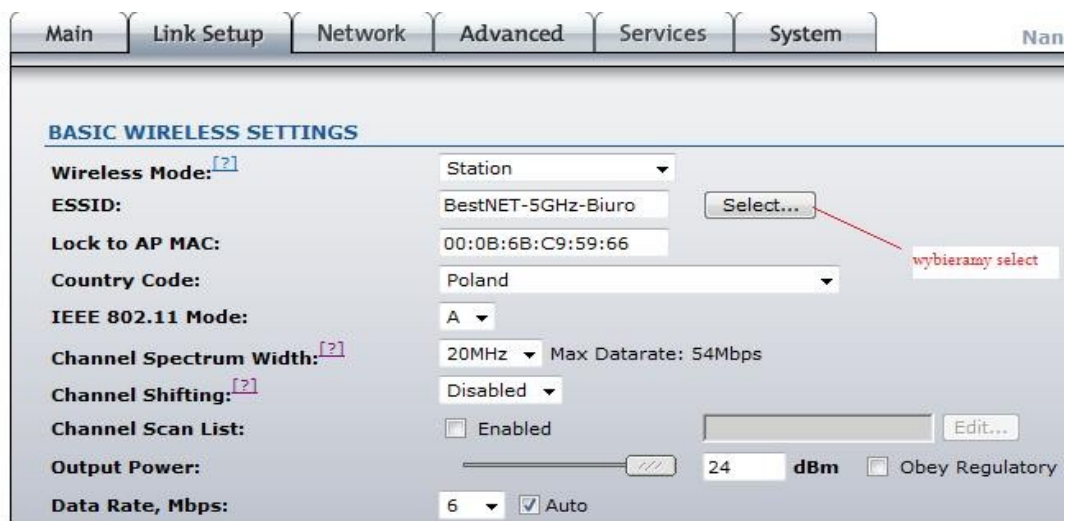 Main Link Setup Network Advanced Services System Nan
BASIC WIRELESS SETTINGS
Wireless Mode:[?] Station
ESSID: BestNET-5GHz-Biuro Select...
Lock to AP MAC: 00:0B:6B:C9:59:66
wybieramy select
Country Code: Poland
IEEE 802.11 Mode: A
Channel Spectrum Width:[?] 20MHz Max Datarate: 54Mbps
Channel Shifting:[?] Disabled
Channel Scan List: Enabled Edit...
Output Power: 24 dBm Obey Regulatory
Data Rate, Mbps: 6 Auto